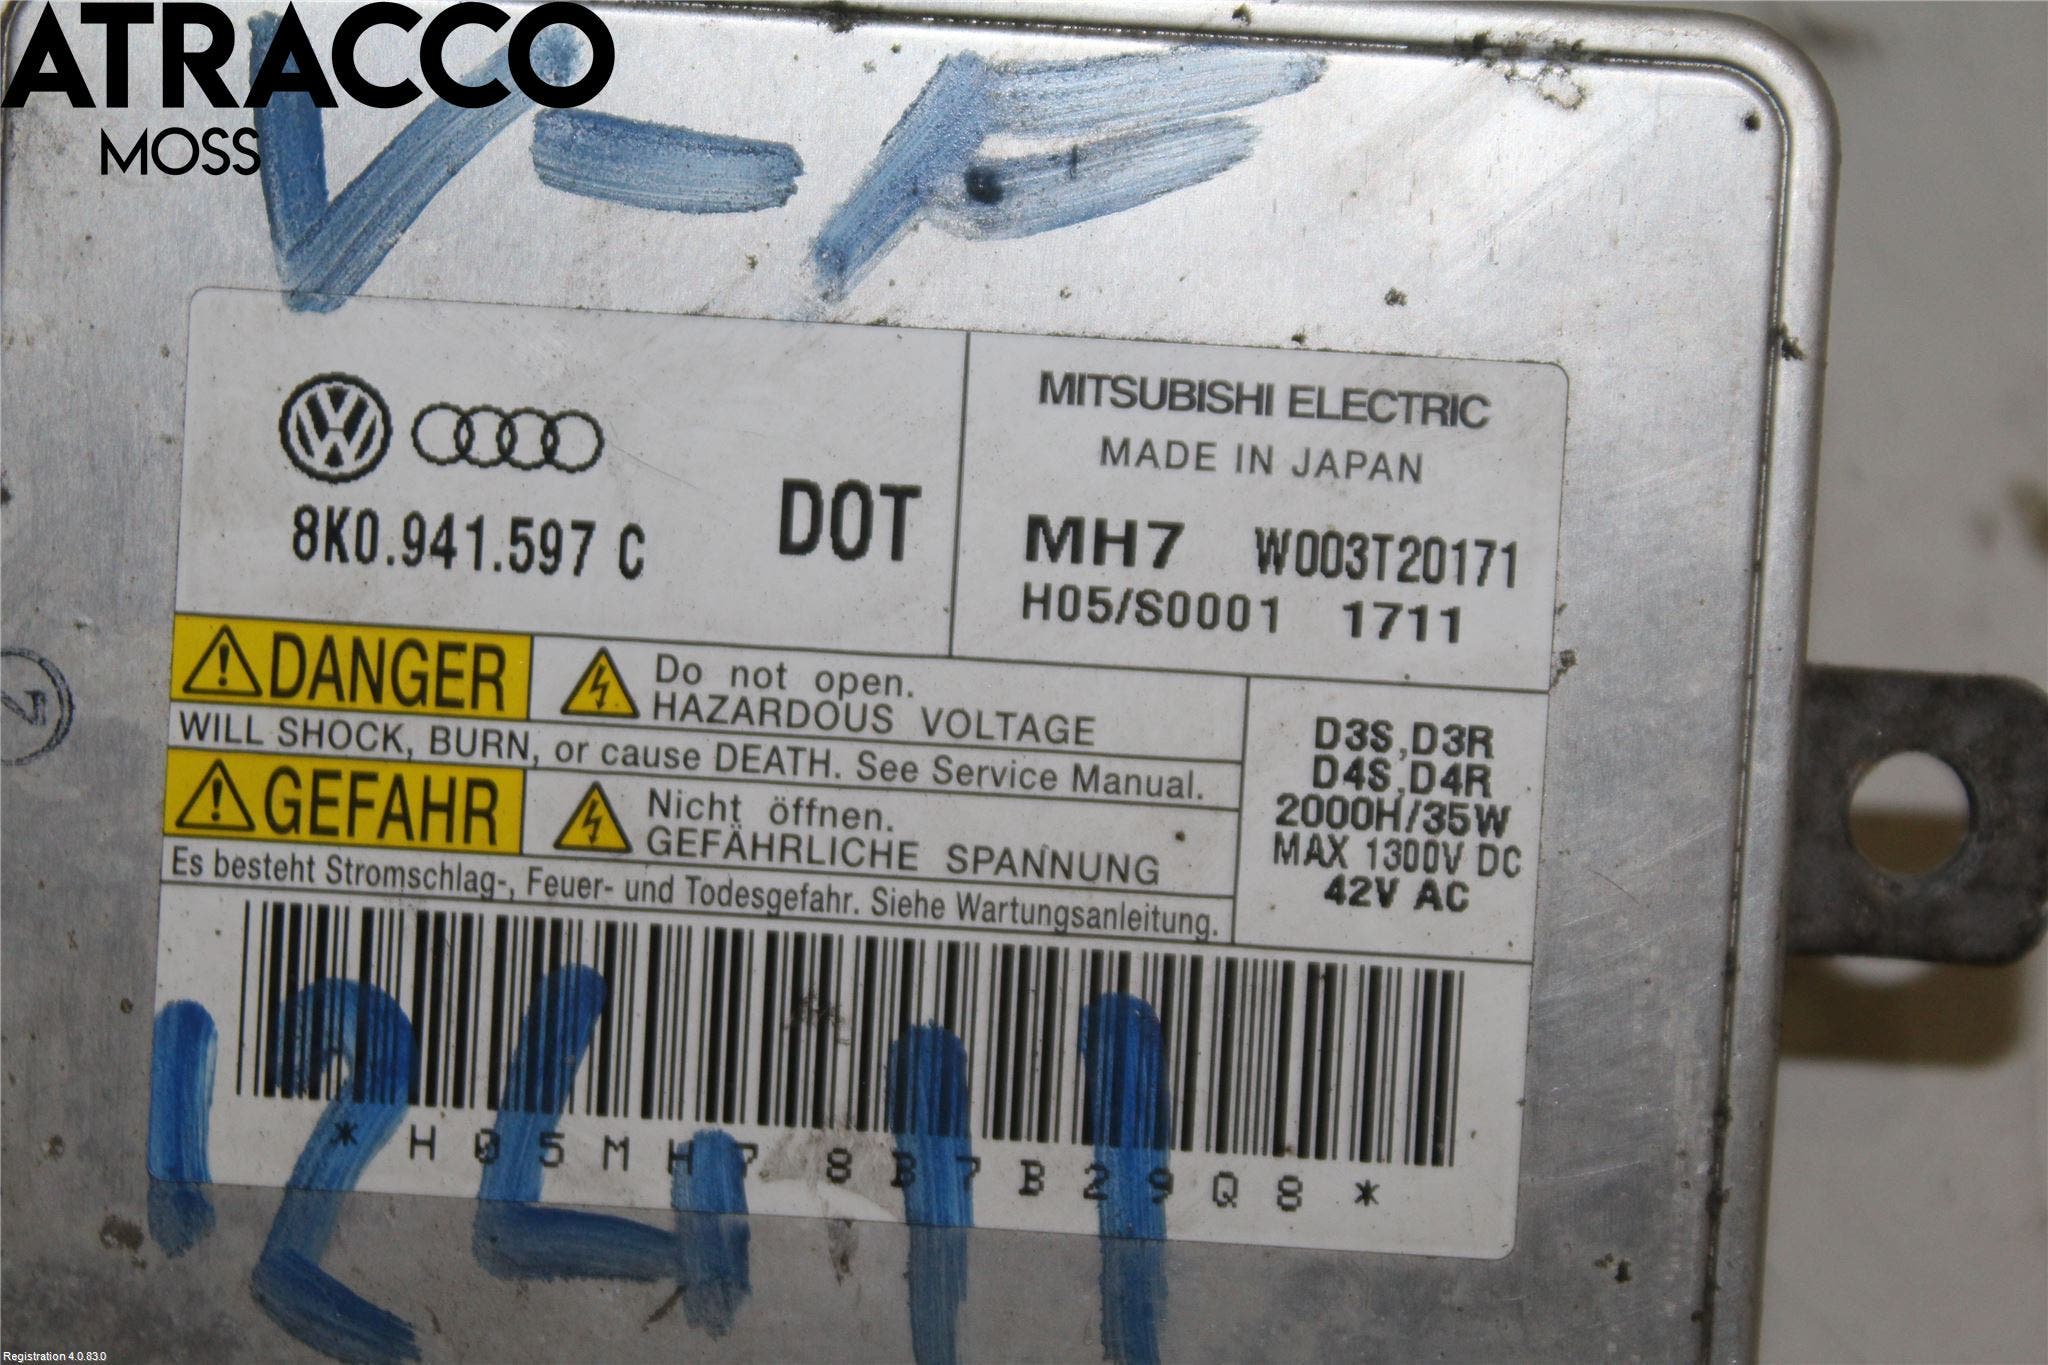 ATRACCO
MOSS
V-F
8K0.941.597 C
DOT
MITSUBISHI ELECTRIC
MADE IN JAPAN
MH7 W003T20171
H05/S0001 1711
DANGER
Do not open.
HAZARDOUS VOLTAGE
WILL SHOCK, BURN, or cause DEATH. See Service Manual.
GEFAHR
Nicht öffnen.
GEFÄHRLICHE SPANNUNG
Es besteht Stromschlag-, Feuer- und Todesgefahr. Siehe Wartungsanleitung.
D3S,D3R
D4S,D4R
2000H/35W
MAX 1300V DC
42V AC
*H05MH78B7B29Q8*
12411
Registration 4.0.83.0